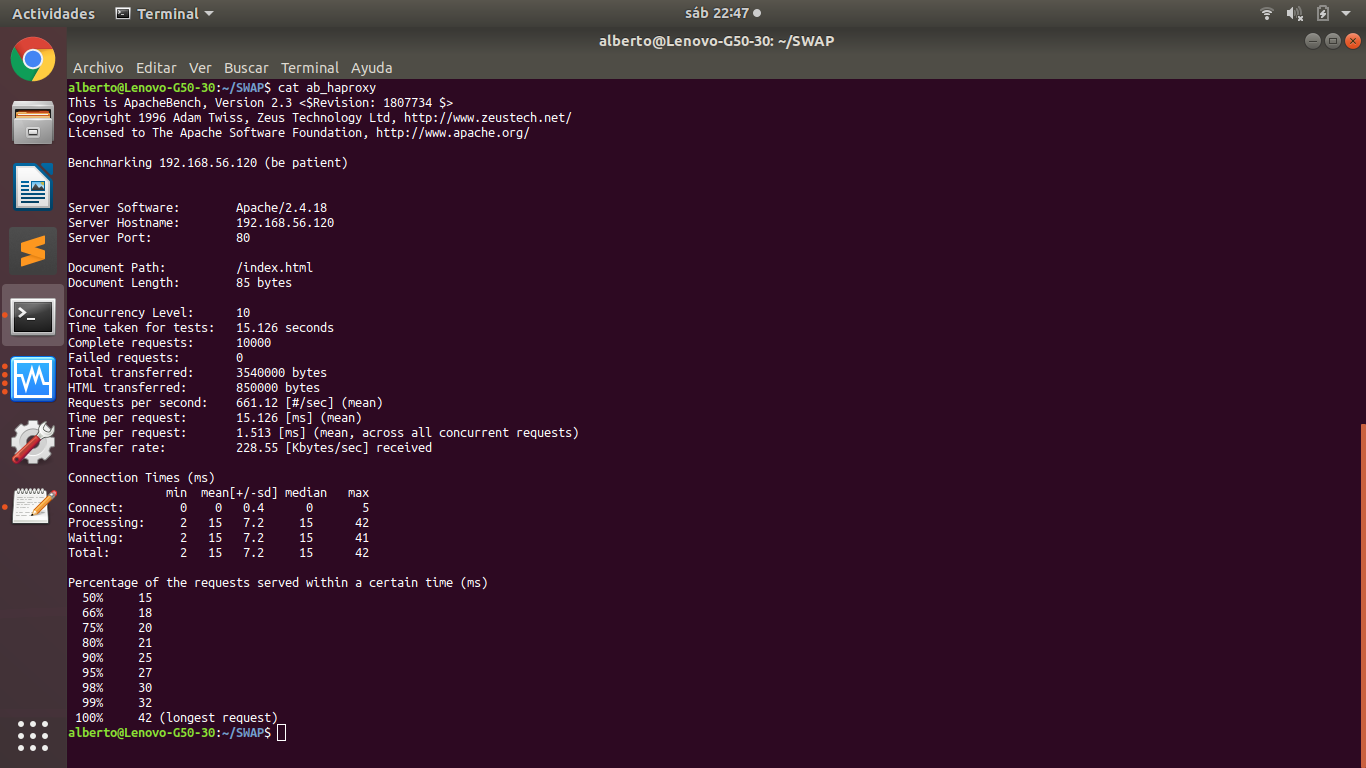 Actividades Terminal sáb 22:47
alberto@Lenovo-G50-30: ~/SWAP
Archivo Editar Ver Buscar Terminal Ayuda
alberto@Lenovo-G50-30:~/SWAP$ cat ab_haproxy
This is ApacheBench, Version 2.3 <$Revision: 1807734 $>
Copyright 1996 Adam Twiss, Zeus Technology Ltd, http://www.zeustech.net/
Licensed to The Apache Software Foundation, http://www.apache.org/
Benchmarking 192.168.56.120 (be patient)
Server Software: Apache/2.4.18
Server Hostname: 192.168.56.120
Server Port: 80
Document Path: /index.html
Document Length: 85 bytes
Concurrency Level: 10
Time taken for tests: 15.126 seconds
Complete requests: 10000
Failed requests: 0
Total transferred: 3540000 bytes
HTML transferred: 850000 bytes
Requests per second: 661.12 [#/sec] (mean)
Time per request: 15.126 [ms] (mean)
Time per request: 1.513 [ms] (mean, across all concurrent requests)
Transfer rate: 228.55 [Kbytes/sec] received
Connection Times (ms)
min mean[+/-sd] median max
Connect: 0 0 0.4 0 5
Processing: 2 15 7.2 15 42
Waiting: 2 15 7.2 15 41
Total: 2 15 7.2 15 42
Percentage of the requests served within a certain time (ms)
50% 15
66% 18
75% 20
80% 21
90% 25
95% 27
98% 30
99% 32
100% 42 (longest request)
alberto@Lenovo-G50-30:~/SWAP$